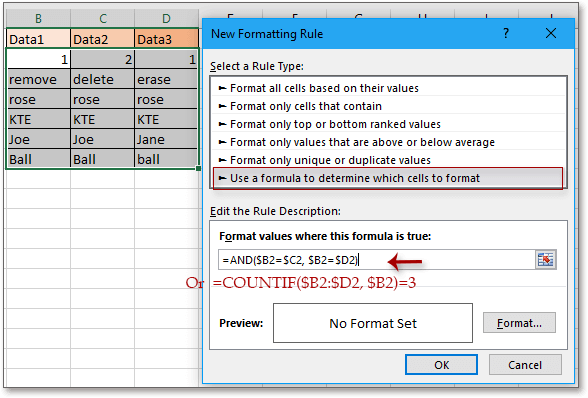 B C D
Data1 Data2 Data3
1 2 1
remove delete erase
rose rose rose
KTE KTE KTE
Joe Joe Jane
Ball Ball ball
New Formatting Rule ? ×
Select a Rule Type:
► Format all cells based on their values
► Format only cells that contain
► Format only top or bottom ranked values
► Format only values that are above or below average
► Format only unique or duplicate values
► Use a formula to determine which cells to format
Edit the Rule Description:
Format values where this formula is true:
=AND($B2=$C2, $B2=$D2)
Or =COUNTIF($B2:$D2, $B2)=3
Preview: No Format Set Format...
OK Cancel